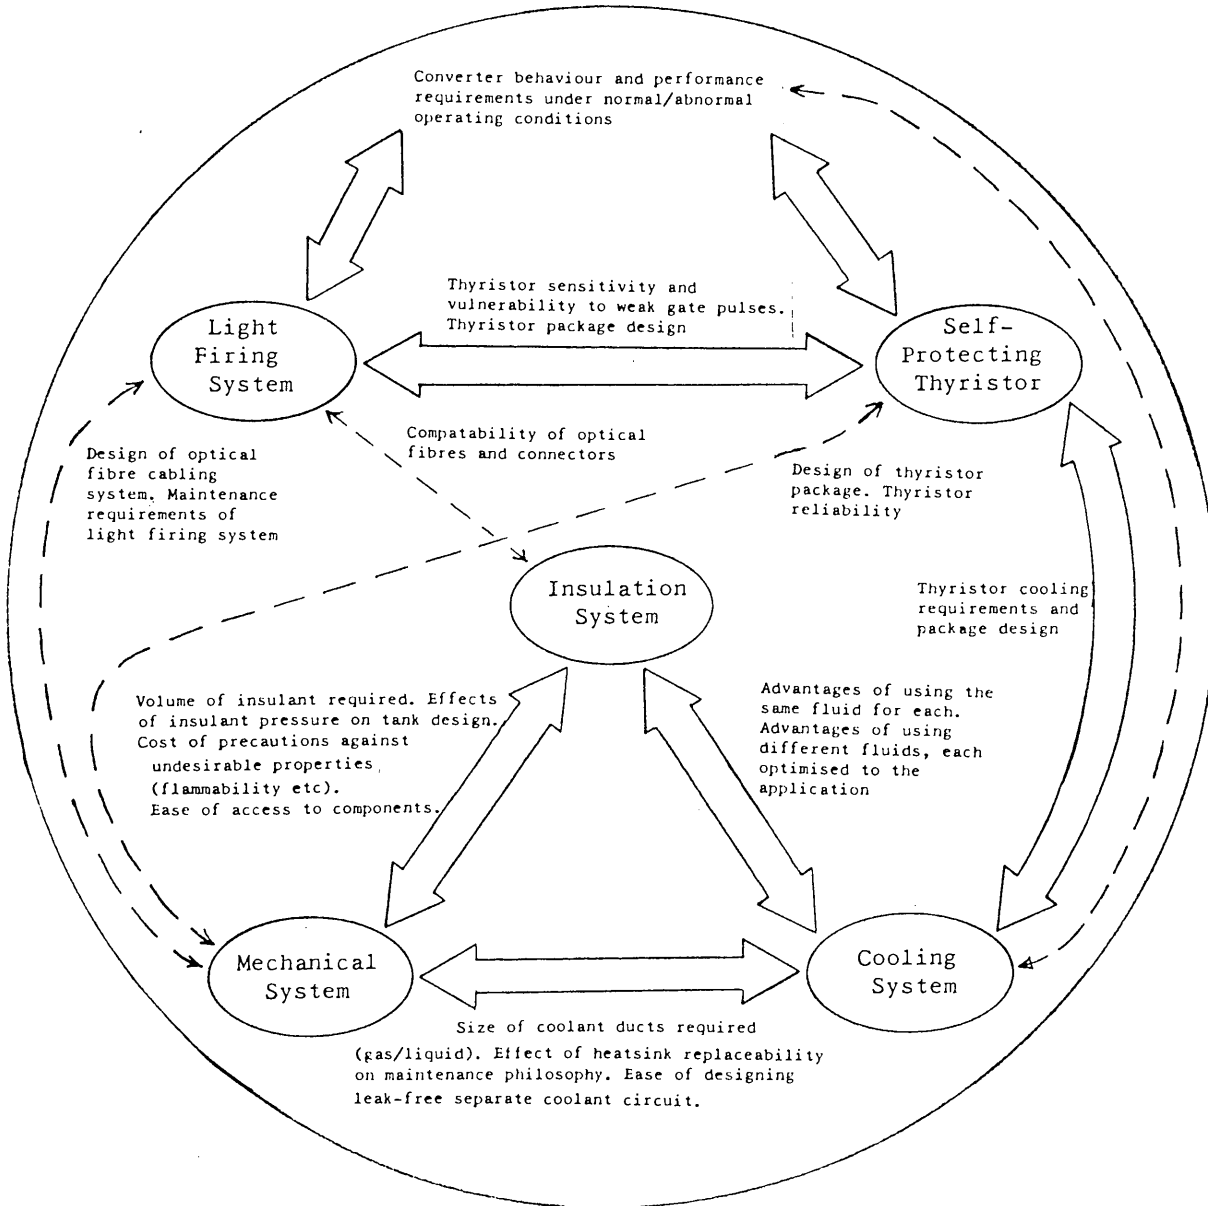 Converter behaviour and performance
requirements under normal/abnormal
operating conditions
Thyristor sensitivity and
vulnerability to weak gate pulses.
Thyristor package design
Light
Firing
System
Self-
Protecting
Thyristor
Compatability of optical
fibres and connectors
Design of optical
fibre cabling
system. Maintenance
requirements of
light firing system
Design of thyristor
package. Thyristor
reliability
Insulation
System
Thyristor cooling
requirements and
package design
Volume of insulant required. Effects
of insulant pressure on tank design.
Cost of precautions against
undesirable properties
(flammability etc).
Ease of access to components.
Advantages of using the
same fluid for each.
Advantages of using
different fluids, each
optimised to the
application
Mechanical
System
Cooling
System
Size of coolant ducts required
(gas/liquid). Effect of heatsink replaceability
on maintenance philosophy. Ease of designing
leak-free separate coolant circuit.